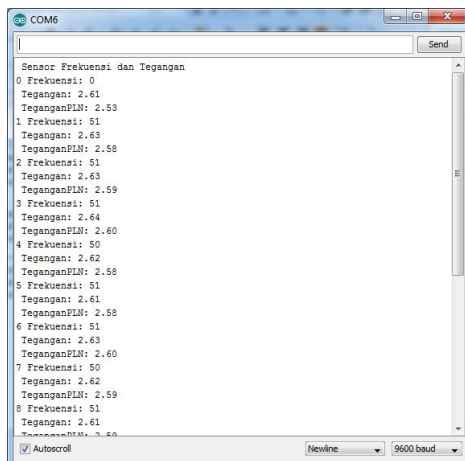 COM6
Send
Sensor Frekuensi dan Tegangan
0 Frekuensi: 0
Tegangan: 2.61
TeganganPLN: 2.53
1 Frekuensi: 51
Tegangan: 2.63
TeganganPLN: 2.58
2 Frekuensi: 51
Tegangan: 2.63
TeganganPLN: 2.59
3 Frekuensi: 51
Tegangan: 2.64
TeganganPLN: 2.60
4 Frekuensi: 50
Tegangan: 2.62
TeganganPLN: 2.58
5 Frekuensi: 51
Tegangan: 2.61
TeganganPLN: 2.58
6 Frekuensi: 51
Tegangan: 2.63
TeganganPLN: 2.60
7 Frekuensi: 50
Tegangan: 2.62
TeganganPLN: 2.59
8 Frekuensi: 51
Tegangan: 2.61
TeganganPLN: 2.59
Autoscroll Newline 9600 baud